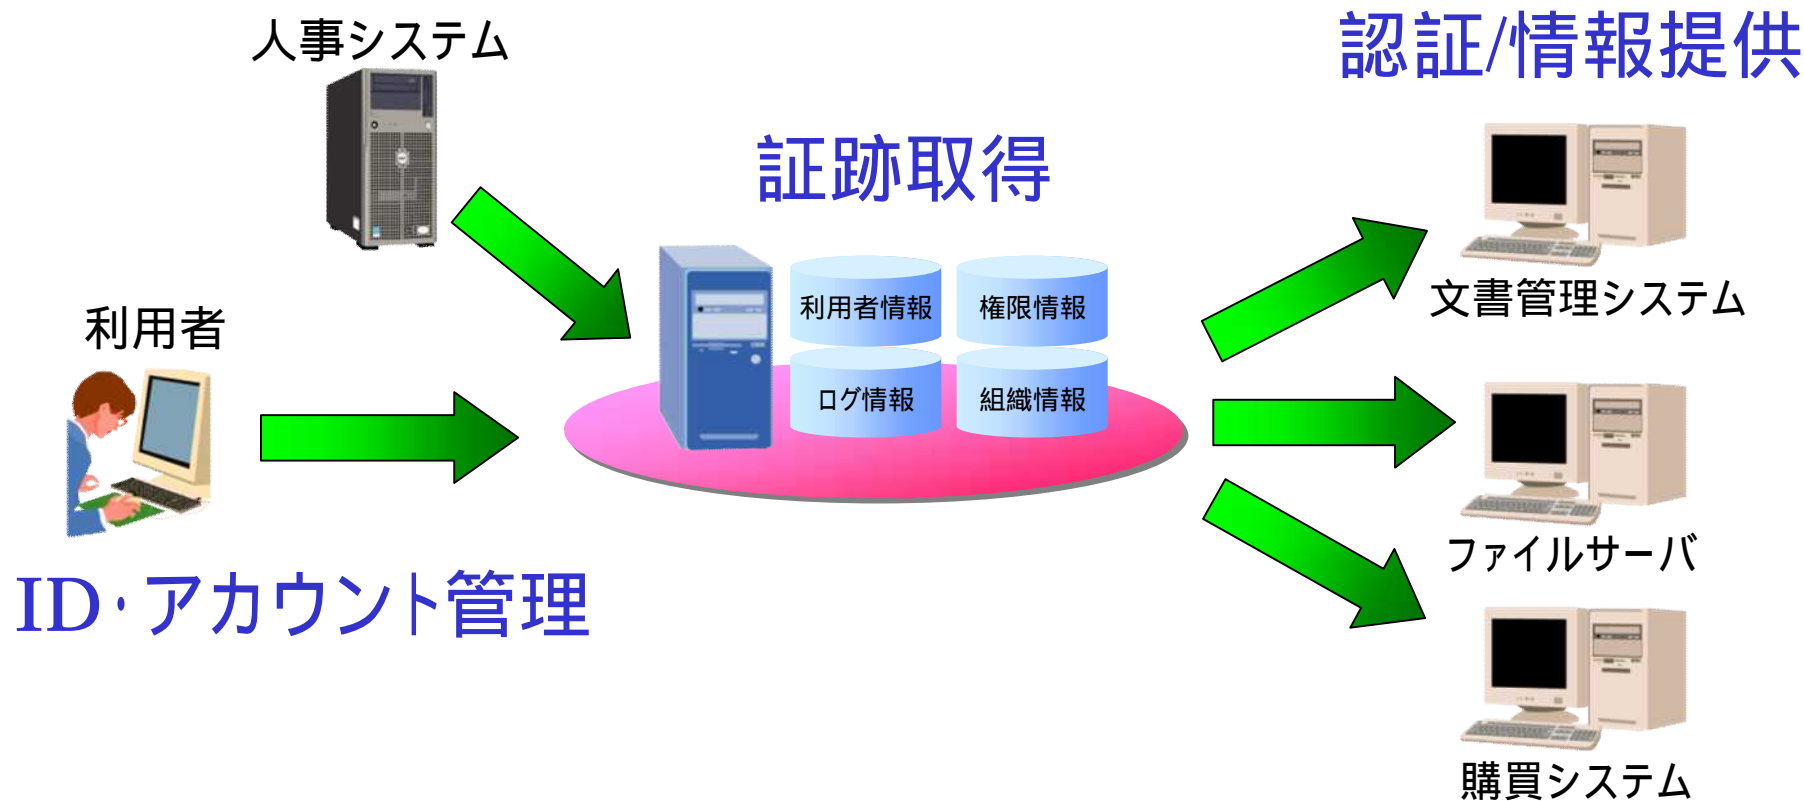 人事システム
認証/情報提供
証跡取得
利用者情報
権限情報
文書管理システム
利用者
ログ情報
組織情報
ファイルサーバ
ID・アカウント管理
購買システム